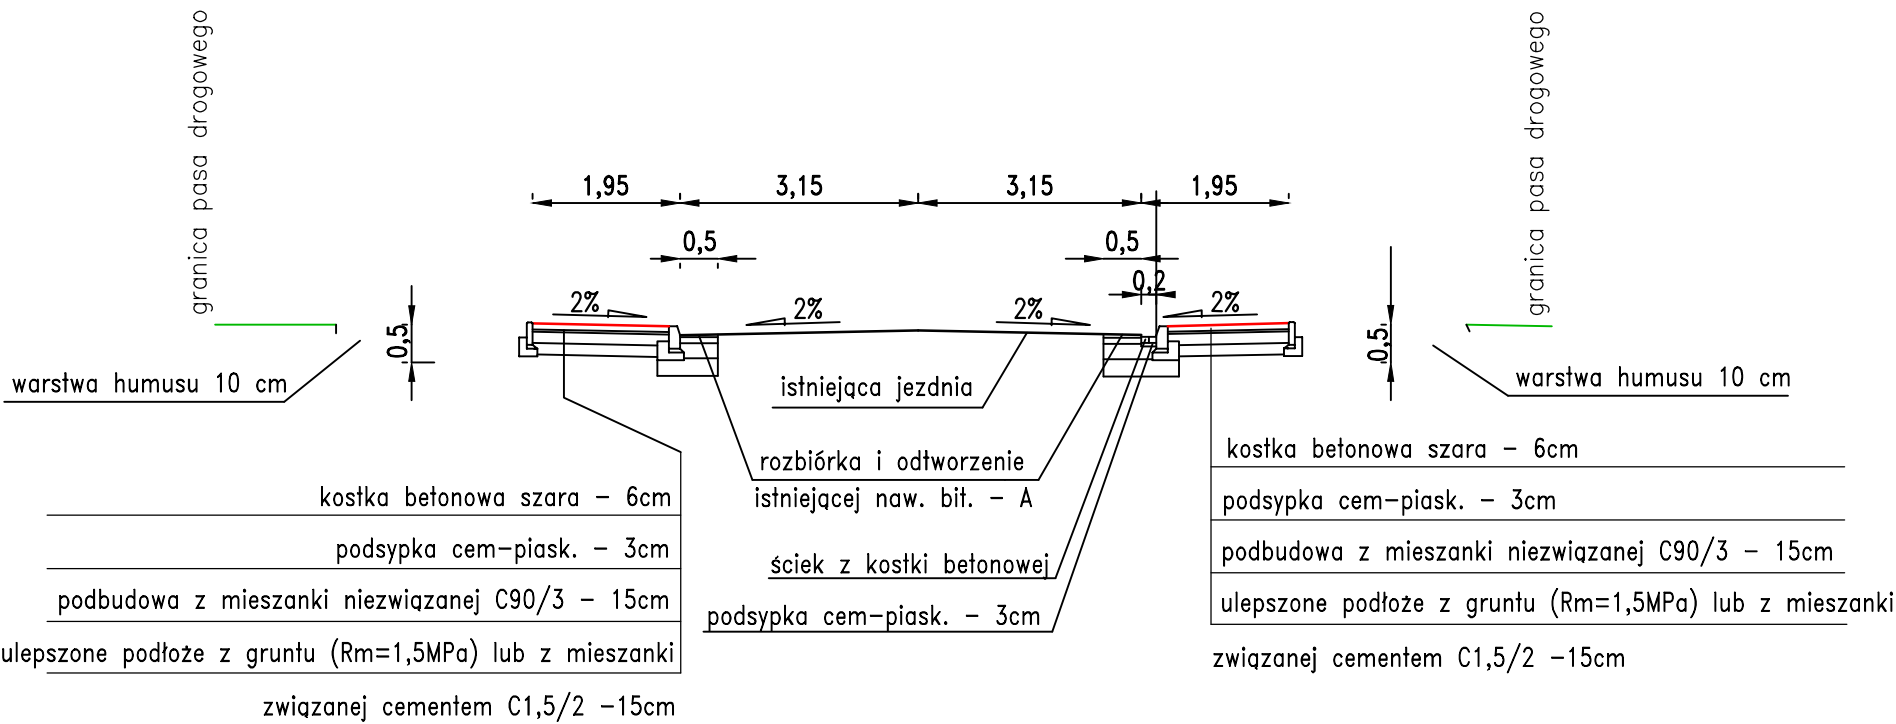 granica pasa drogowego
granica pasa drogowego
1,95
3,15
3,15
1,95
0,5
0,5
0,2
2%
2%
2%
2%
0,5
0,5
warstwa humusu 10 cm
istniejąca jezdnia
warstwa humusu 10 cm
rozbiórka i odtworzenie
istniejącej naw. bit. – A
ściek z kostki betonowej
podsypka cem–piask. – 3cm
kostka betonowa szara – 6cm
podsypka cem–piask. – 3cm
podbudowa z mieszanki niezwiązanej C90/3 – 15cm
ulepszone podłoże z gruntu (Rm=1,5MPa) lub z mieszanki
związanej cementem C1,5/2 –15cm
kostka betonowa szara – 6cm
podsypka cem–piask. – 3cm
podbudowa z mieszanki niezwiązanej C90/3 – 15cm
ulepszone podłoże z gruntu (Rm=1,5MPa) lub z mieszanki
związanej cementem C1,5/2 –15cm